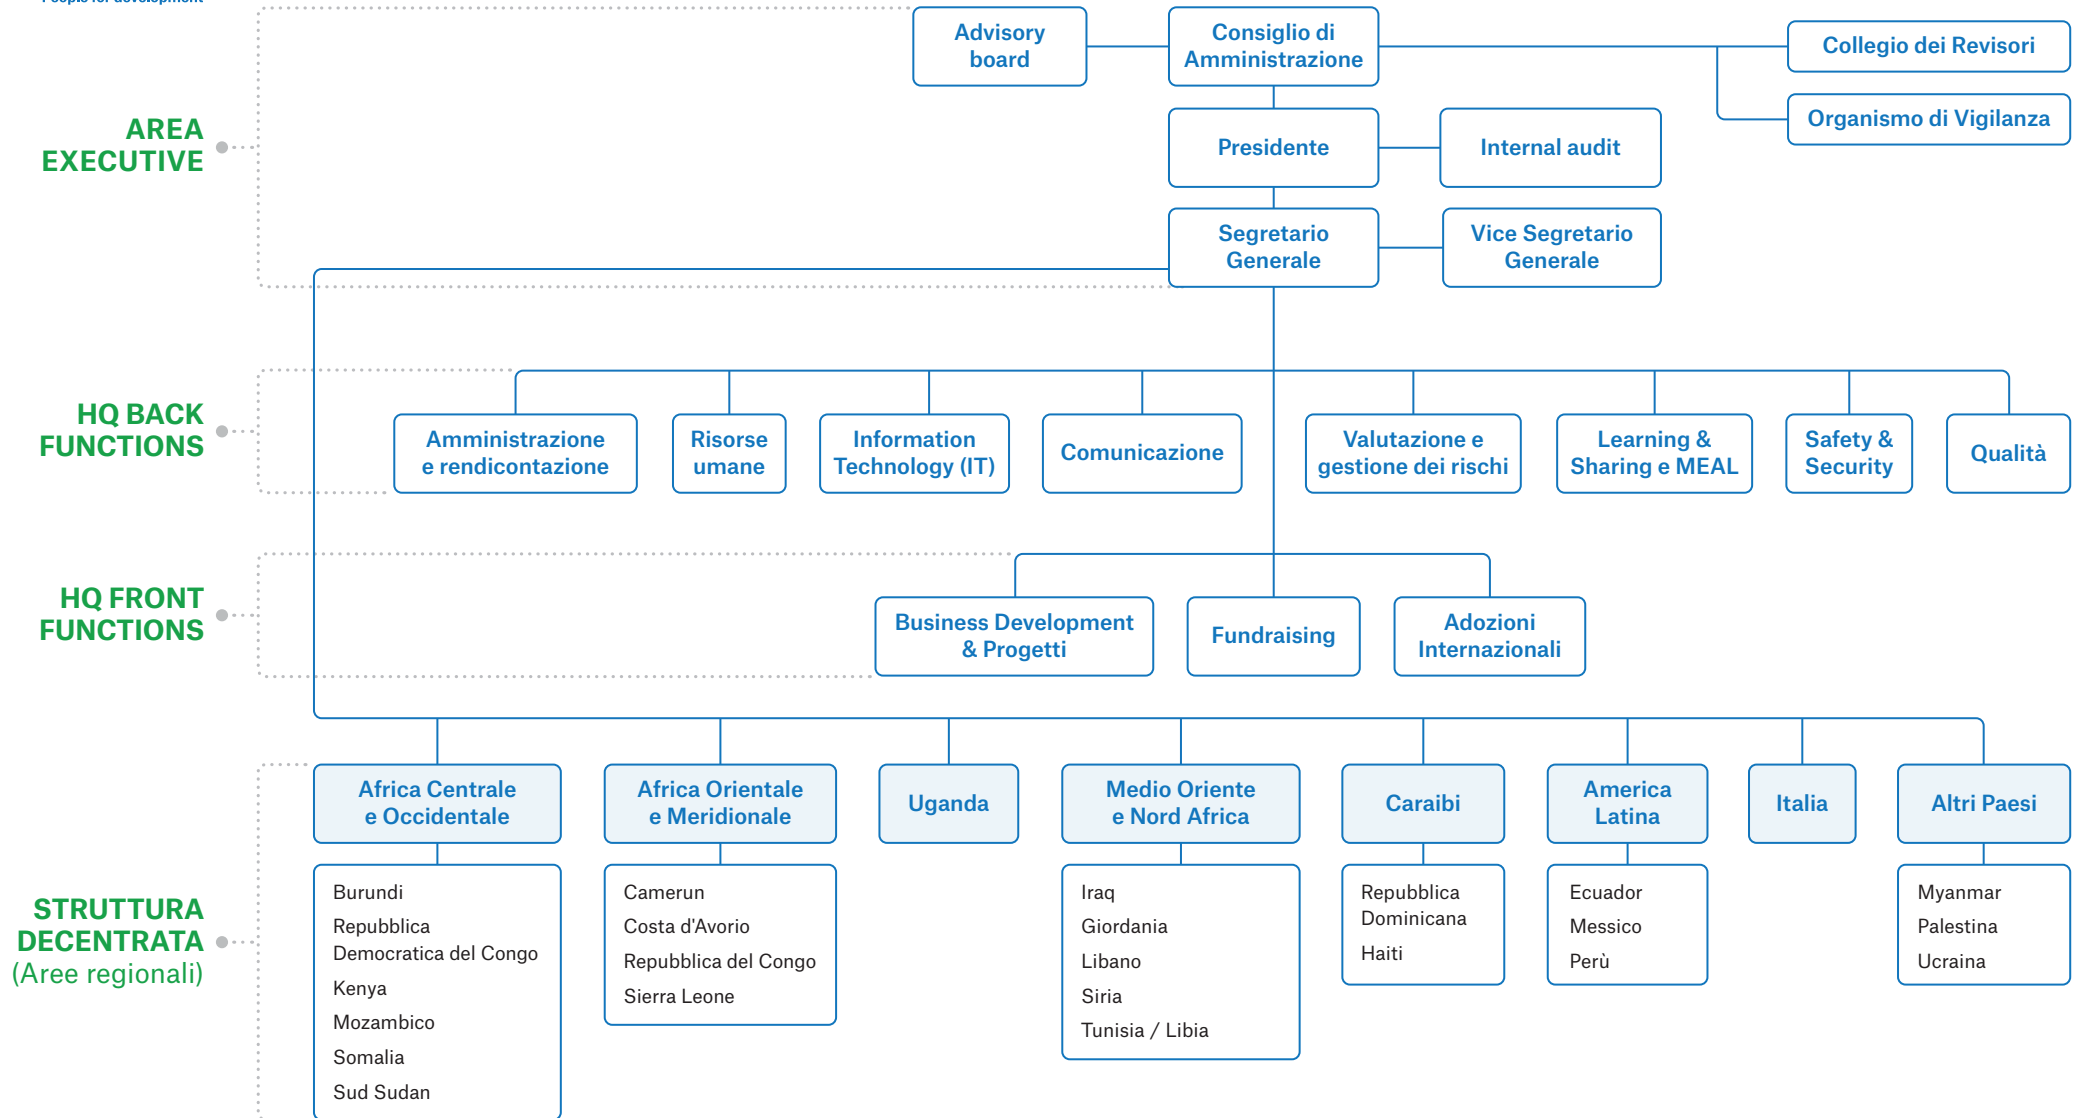 People for development
Advisory
board
Consiglio di
Amministrazione
Collegio dei Revisori
Organismo di Vigilanza
AREA
EXECUTIVE
Presidente
Internal audit
Segretario
Generale
Vice Segretario
Generale
HQ BACK
FUNCTIONS
Amministrazione
e rendicontazione
Risorse
umane
Information
Technology (IT)
Comunicazione
Valutazione e
gestione dei rischi
Learning &
Sharing e MEAL
Safety &
Security
Qualità
HQ FRONT
FUNCTIONS
Business Development
& Progetti
Fundraising
Adozioni
Internazionali
STRUTTURA
DECENTRATA
(Aree regionali)
Africa Centrale
e Occidentale
Burundi
Repubblica
Democratica del Congo
Kenya
Mozambico
Somalia
Sud Sudan
Africa Orientale
e Meridionale
Camerun
Costa d'Avorio
Repubblica del Congo
Sierra Leone
Uganda
Medio Oriente
e Nord Africa
Iraq
Giordania
Libano
Siria
Tunisia / Libia
Caraibi
Repubblica
Dominicana
Haiti
America
Latina
Ecuador
Messico
Perù
Italia
Altri Paesi
Myanmar
Palestina
Ucraina